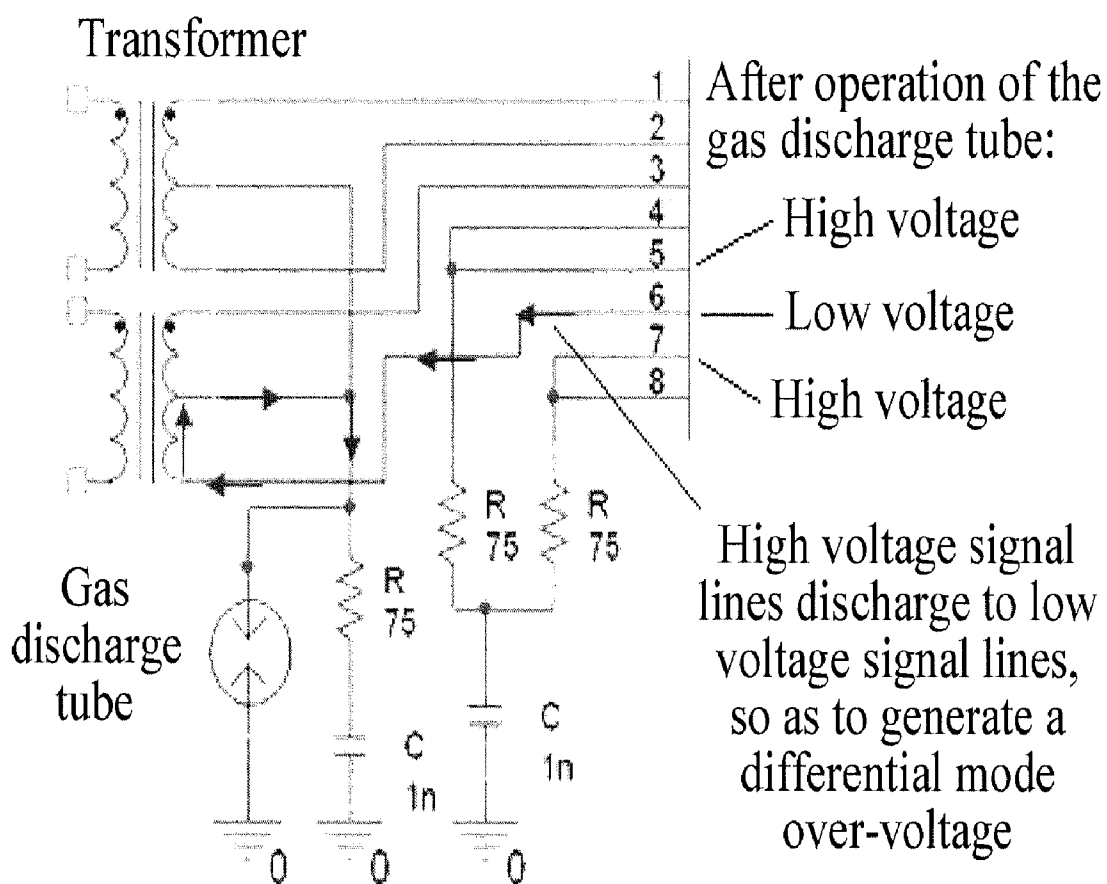 Transformer
1
2
3
4
5
6
7
8
After operation of the
gas discharge tube:
High voltage
Low voltage
High voltage
High voltage signal
lines discharge to low
voltage signal lines,
so as to generate a
differential mode
over-voltage
Gas
discharge
tube
R
75
R
75
R
75
C
1n
C
1n
0
0
0